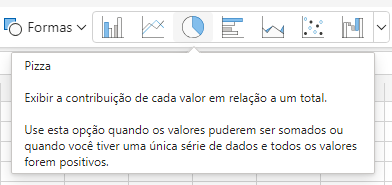 Formas
Pizza
Exibir a contribuição de cada valor em relação a um total.
Use esta opção quando os valores puderem ser somados ou
quando você tiver uma única série de dados e todos os valores
forem positivos.